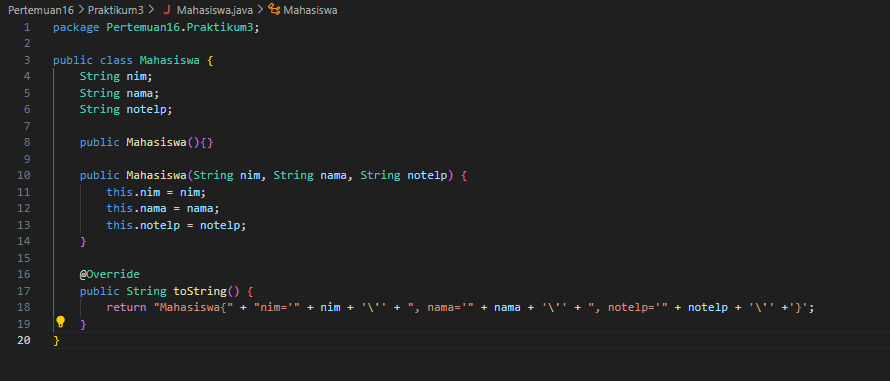 Pertemuan16 > Praktikum3 > J Mahasiswa.java > Mahasiswa
1 package Pertemuan16.Praktikum3;
2
3 public class Mahasiswa {
4     String nim;
5     String nama;
6     String notelp;
7
8     public Mahasiswa(){}
9
10     public Mahasiswa(String nim, String nama, String notelp) {
11         this.nim = nim;
12         this.nama = nama;
13         this.notelp = notelp;
14     }
15
16     @Override
17     public String toString() {
18         return "Mahasiswa{" + "nim='" + nim + '\'' + ", nama='" + nama + '\'' + ", notelp='" + notelp + '\'' +'}';
19     }
20 }